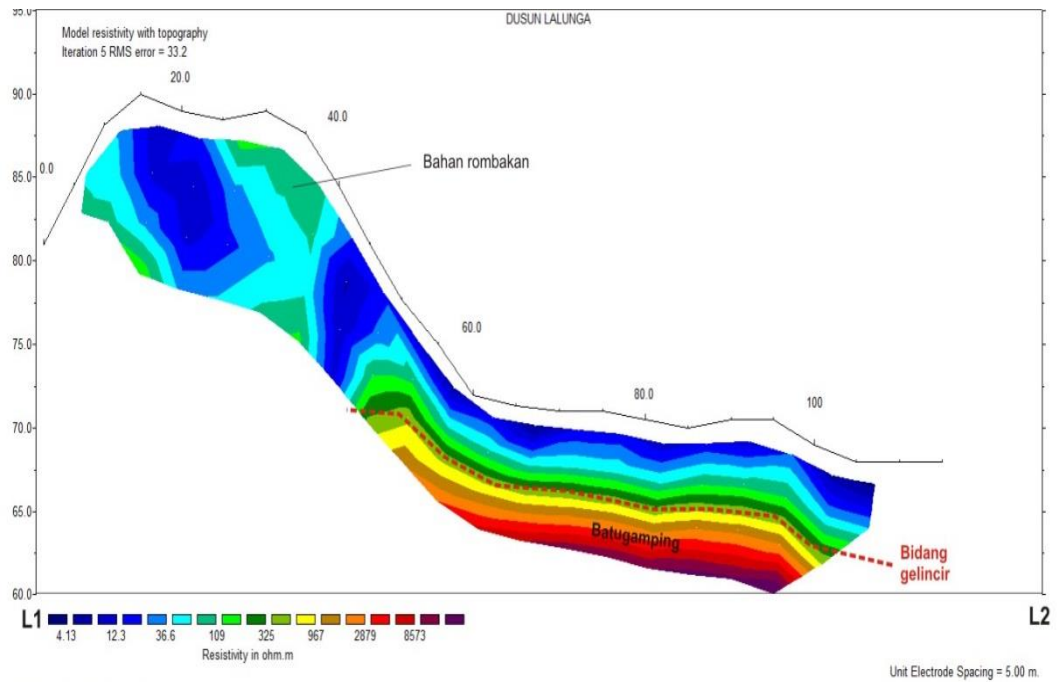 DUSUN LALUNGA
95.0
Model resistivity with topography
Iteration 5 RMS error = 33.2
20.0
90.0
40.0
Bahan rombakan
0.0
85.0
80.0
75.0
60.0
80.0
100
70.0
65.0
Batugamping
Bidang
gelincir
60.0
L1
L2
4.13 12.3 36.6 109 325 967 2879 8573
Resistivity in ohm.m
Unit Electrode Spacing = 5.00 m.